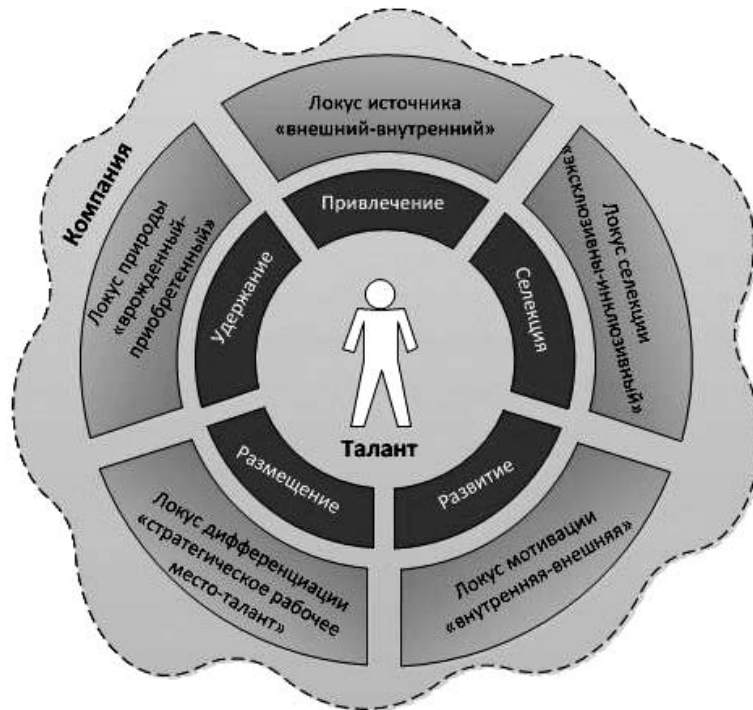 Компания
Локус источника
«внешний-внутренний»
Локус селекции
«эксклюзивны-инклюзивный»
Локус мотивации
«внутренняя-внешняя»
Локус дифференциации
«стратегическое рабочее
место-талант»
Локус природы
«врожденный-
приобретенный»
Привлечение
Селекция
Развитие
Размещение
Удержание
Талант